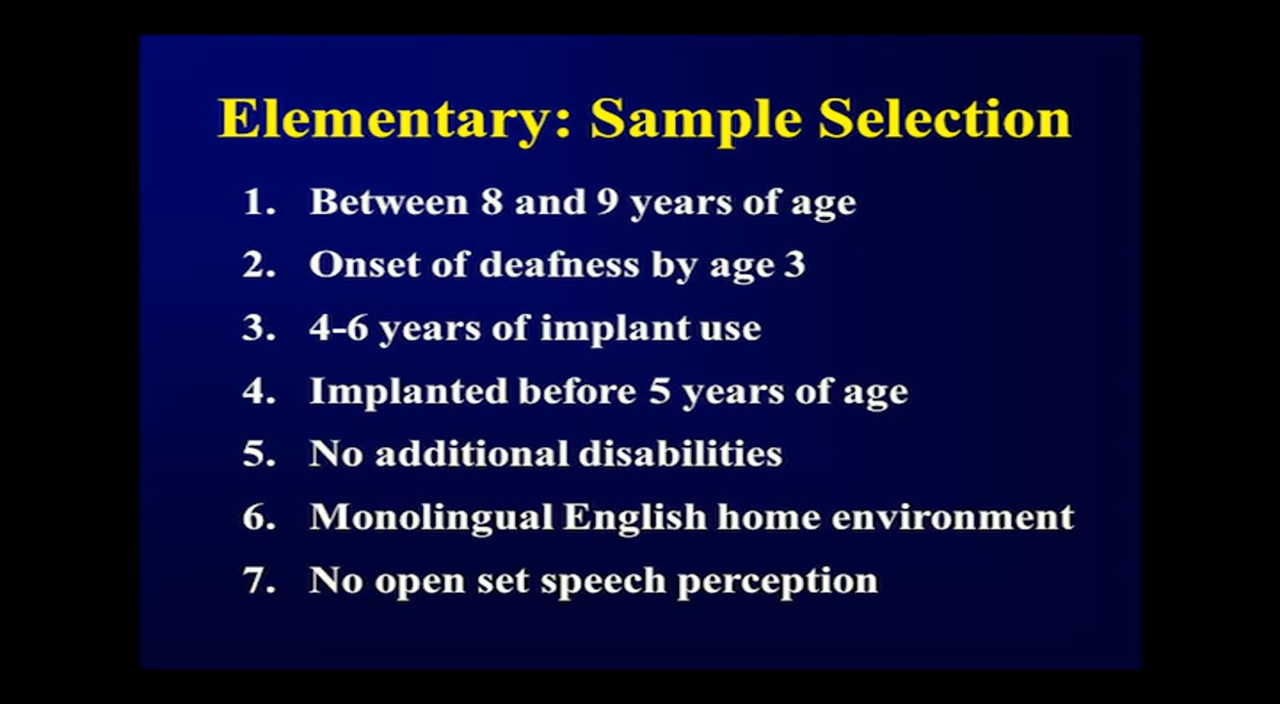 Elementary: Sample Selection
1. Between 8 and 9 years of age
2. Onset of deafness by age 3
3. 4-6 years of implant use
4. Implanted before 5 years of age
5. No additional disabilities
6. Monolingual English home environment
7. No open set speech perception